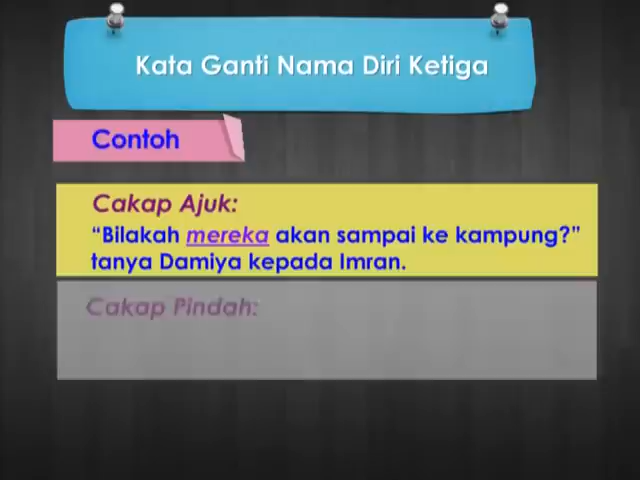 Kata Ganti Nama Diri Ketiga
Contoh
Cakap Ajuk:
“Bilakah mereka akan sampai ke kampung?”
tanya Damiya kepada Imran.
Cakap Pindah: